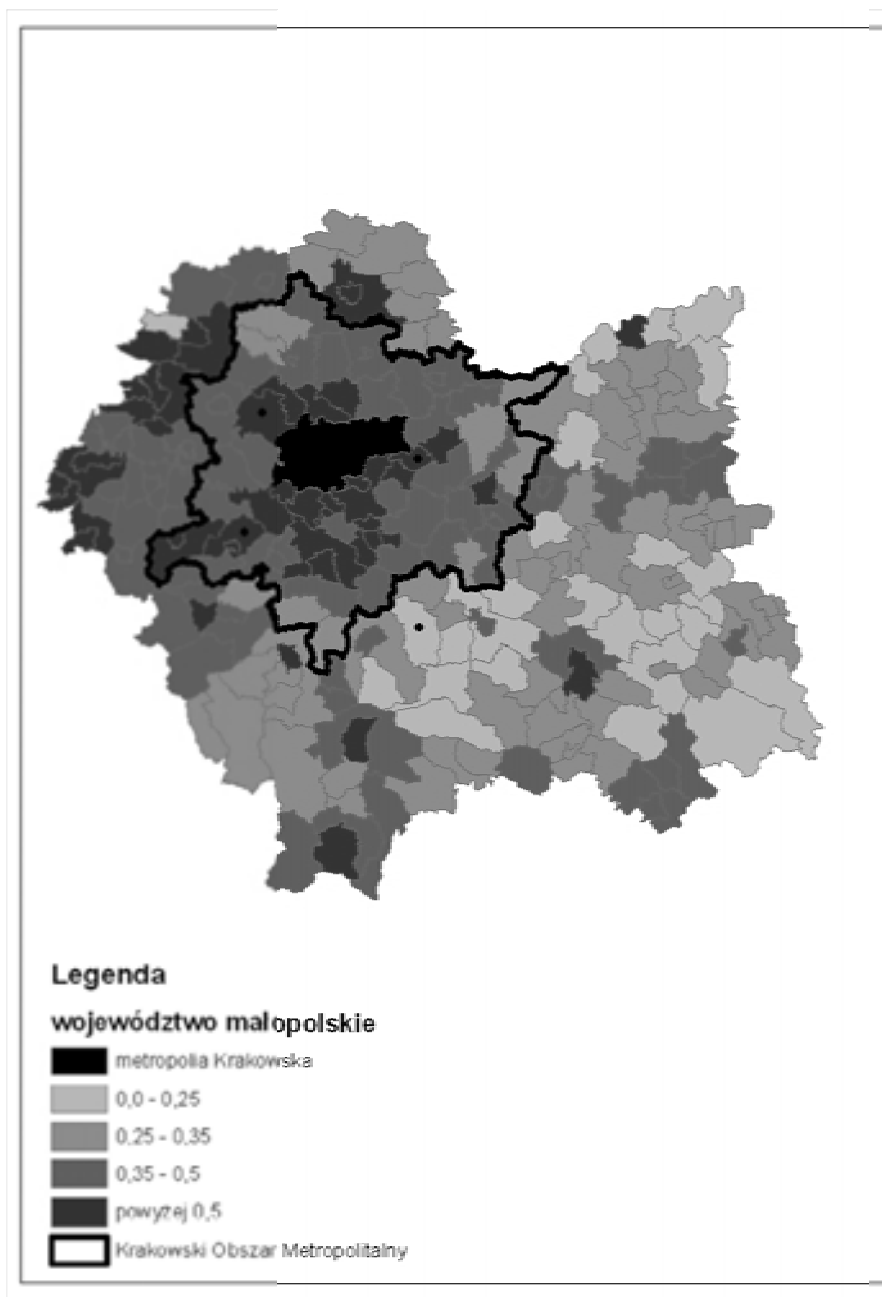 Legenda
województwo małopolskie
metropolia Krakowska
0,0 - 0,25
0,25 - 0,35
0,35 - 0,5
powyżej 0,5
Krakowski Obszar Metropolitalny